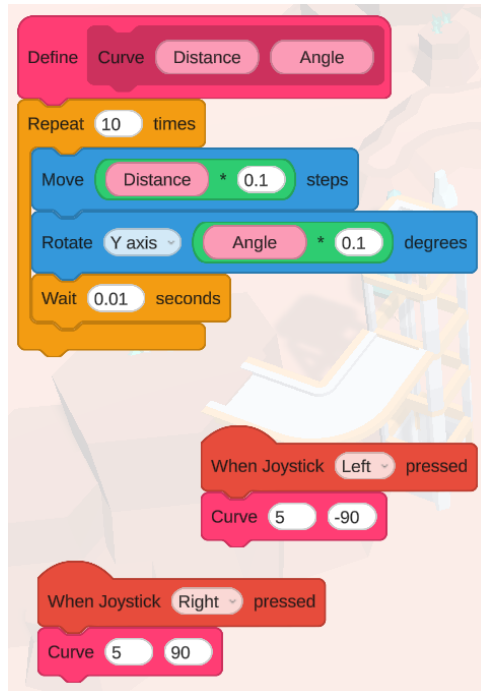 Define Curve Distance Angle
Repeat 10 times
Move Distance * 0.1 steps
Rotate Y axis Angle * 0.1 degrees
Wait 0.01 seconds
When Joystick Left pressed
Curve 5 -90
When Joystick Right pressed
Curve 5 90